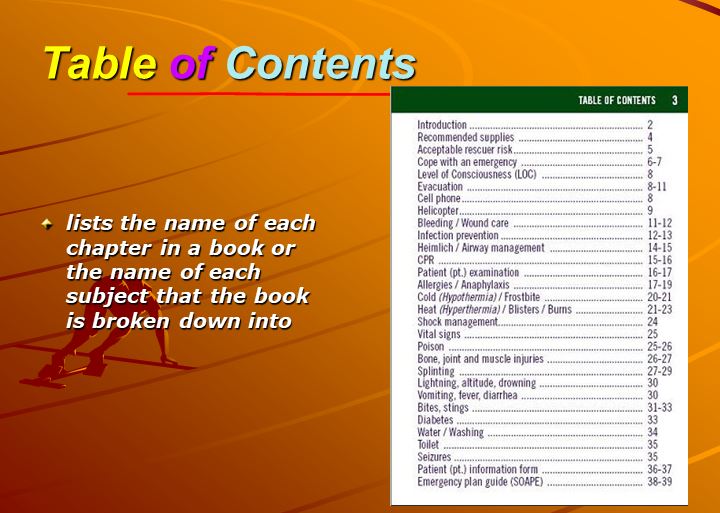 Table of Contents
lists the name of each
chapter in a book or
the name of each
subject that the book
is broken down into
TABLE OF CONTENTS 3
Introduction ........ 2
Recommended supplies ........ 4
Acceptable rescuer risk ........ 5
Cope with an emergency ........ 6-7
Level of Consciousness (LOC) ........ 8
Evacuation ........ 8-11
Cell phone ........ 8
Helicopter ........ 9
Bleeding / Wound care ........ 11-12
Infection prevention ........ 12-13
Heimlich / Airway management ........ 14-15
CPR ........ 15-16
Patient (pt.) examination ........ 16-17
Allergies / Anaphylaxis ........ 17-19
Cold (Hypothermia) / Frostbite ........ 20-21
Heat (Hyperthermia) / Blisters / Burns ........ 21-23
Shock management ........ 24
Vital signs ........ 25
Poison ........ 25-26
Bone, joint and muscle injuries ........ 26-27
Splinting ........ 27-29
Lightning, altitude, drowning ........ 30
Vomiting, fever, diarrhea ........ 30
Bites, stings ........ 31-33
Diabetes ........ 33
Water / Washing ........ 34
Toilet ........ 35
Seizures ........ 35
Patient (pt.) information form ........ 36-37
Emergency plan guide (SOAPE) ........ 38-39